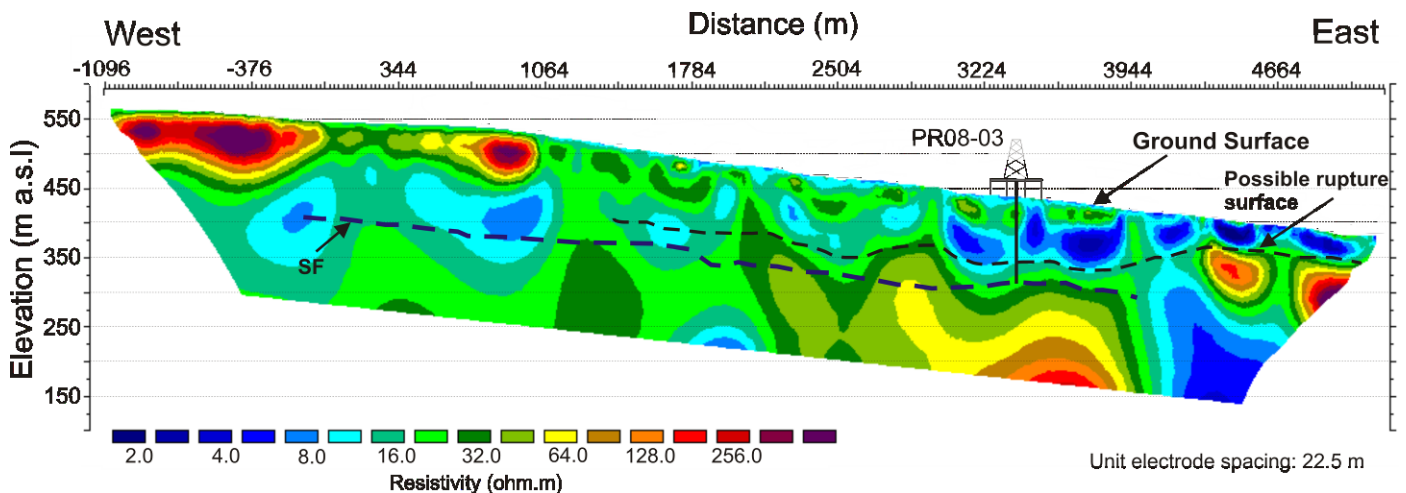 West
Distance (m)
East
-1096 -376 344 1064 1784 2504 3224 3944 4664
Elevation (m a.s.l)
550
450
350
250
150
PR08-03
Ground Surface
Possible rupture
surface
SF
2.0 4.0 8.0 16.0 32.0 64.0 128.0 256.0
Resistivity (ohm.m)
Unit electrode spacing: 22.5 m